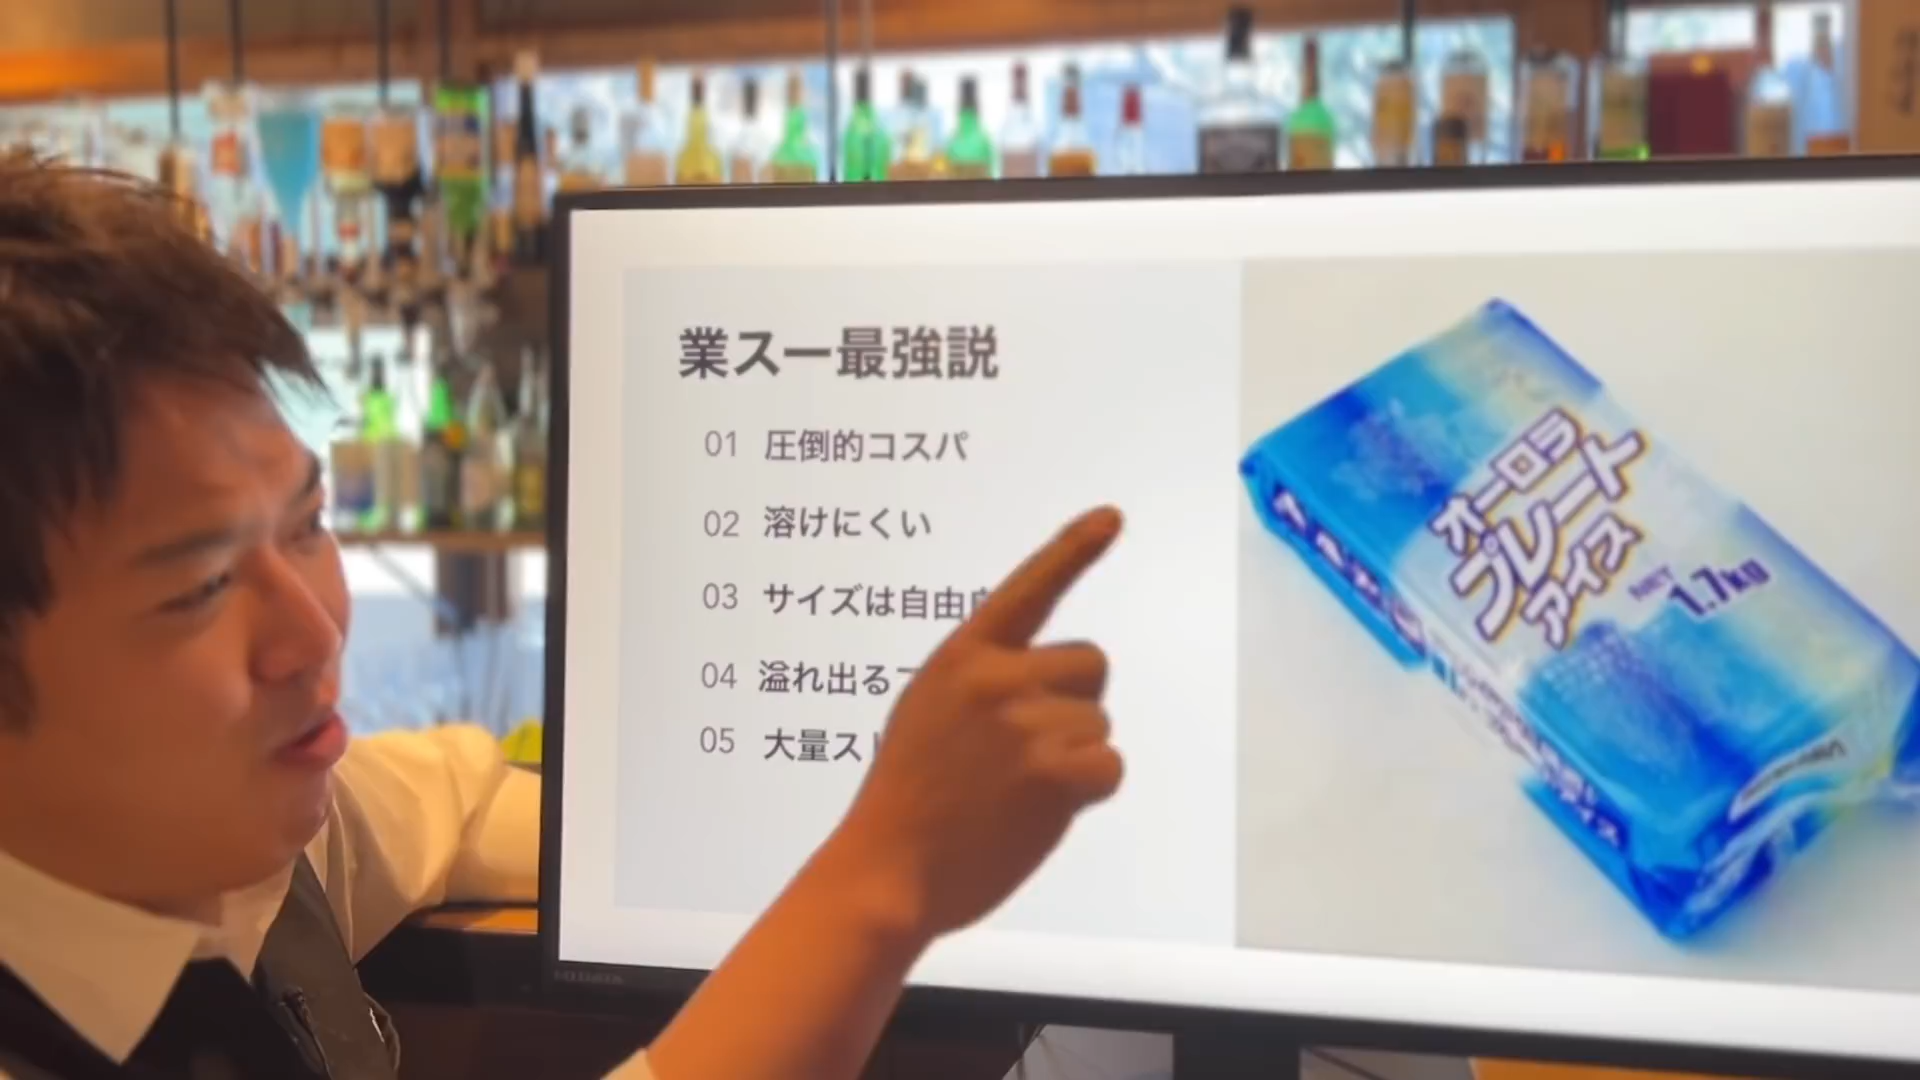 業スー最強説
01 圧倒的コスパ
02 溶けにくい
03 サイズは自由
04 溢れ出る
05 大量ス
オーロラ
プレート
アイス
NET 1.7kg